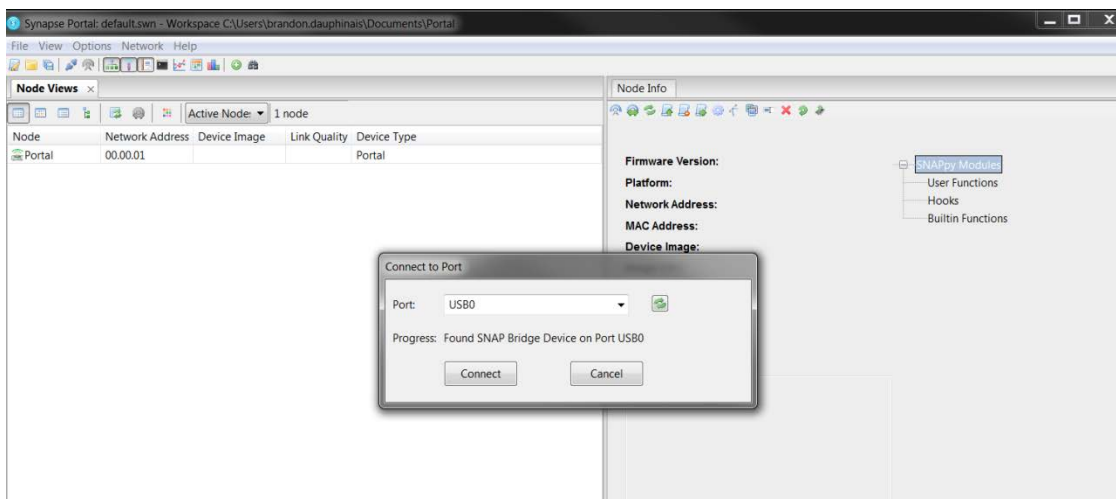 Synapse Portal: default.swn - Workspace C:\Users\brandon.dauphinais\Documents\Portal
File View Options Network Help
Node Views
Active Node: 1 node
Node Network Address Device Image Link Quality Device Type
Portal 00.00.01 Portal
Node Info
Firmware Version:
Platform:
Network Address:
MAC Address:
Device Image:
SNAPpy Modules
User Functions
Hooks
Builtin Functions
Connect to Port
Port: USB0
Progress: Found SNAP Bridge Device on Port USB0
Connect Cancel